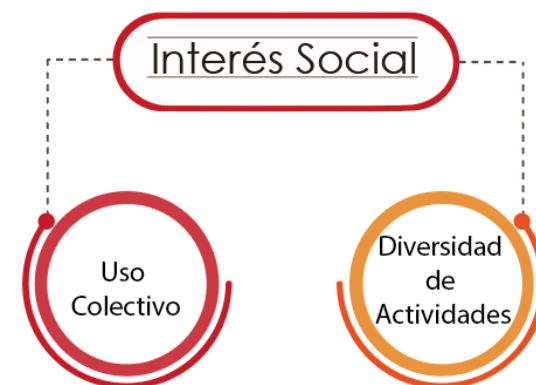 Interés Social
Uso
Colectivo
Diversidad
de
Actividades